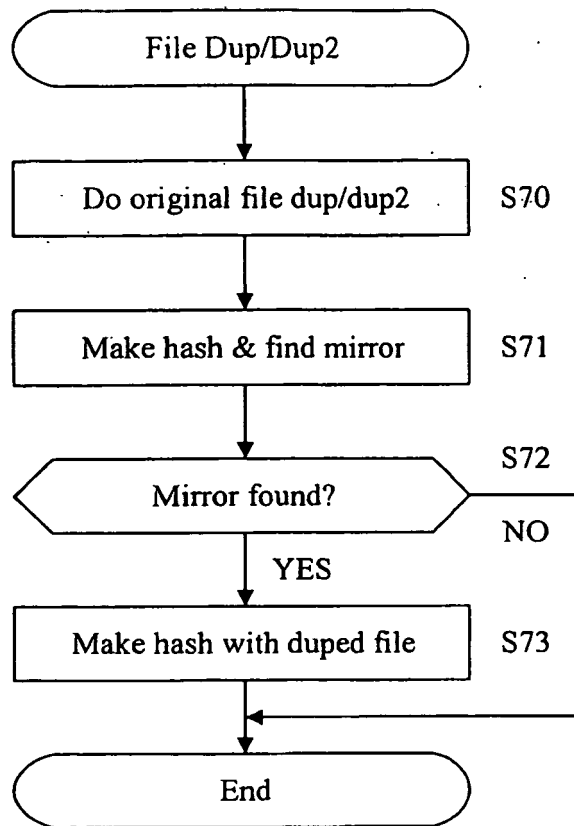 File Dup/Dup2
Do original file dup/dup2
S70
Make hash & find mirror
S71
S72
Mirror found?
NO
YES
Make hash with duped file
S73
End